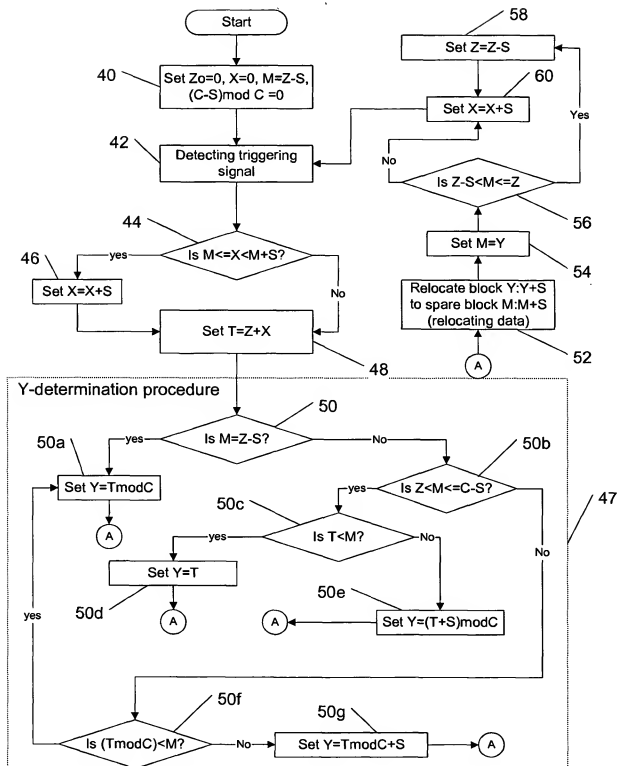 Start
40
Set Zo=0, X=0, M=Z-S,
(C-S)mod C =0
42
Detecting triggering
signal
44
Is M<=X<M+S?
yes
No
46
Set X=X+S
Set T=Z+X
48
58
Set Z=Z-S
60
Set X=X+S
Yes
No
Is Z-S<M<=Z
56
Set M=Y
54
Relocate block Y:Y+S
to spare block M:M+S
(relocating data)
52
A
Y-determination procedure
47
50
Is M=Z-S?
yes
No
50a
Set Y=TmodC
A
50b
Is Z<M<=C-S?
yes
No
50c
Is T<M?
yes
No
Set Y=T
50d
A
50e
Set Y=(T+S)modC
A
yes
50f
Is (TmodC)<M?
No
50g
Set Y=TmodC+S
A